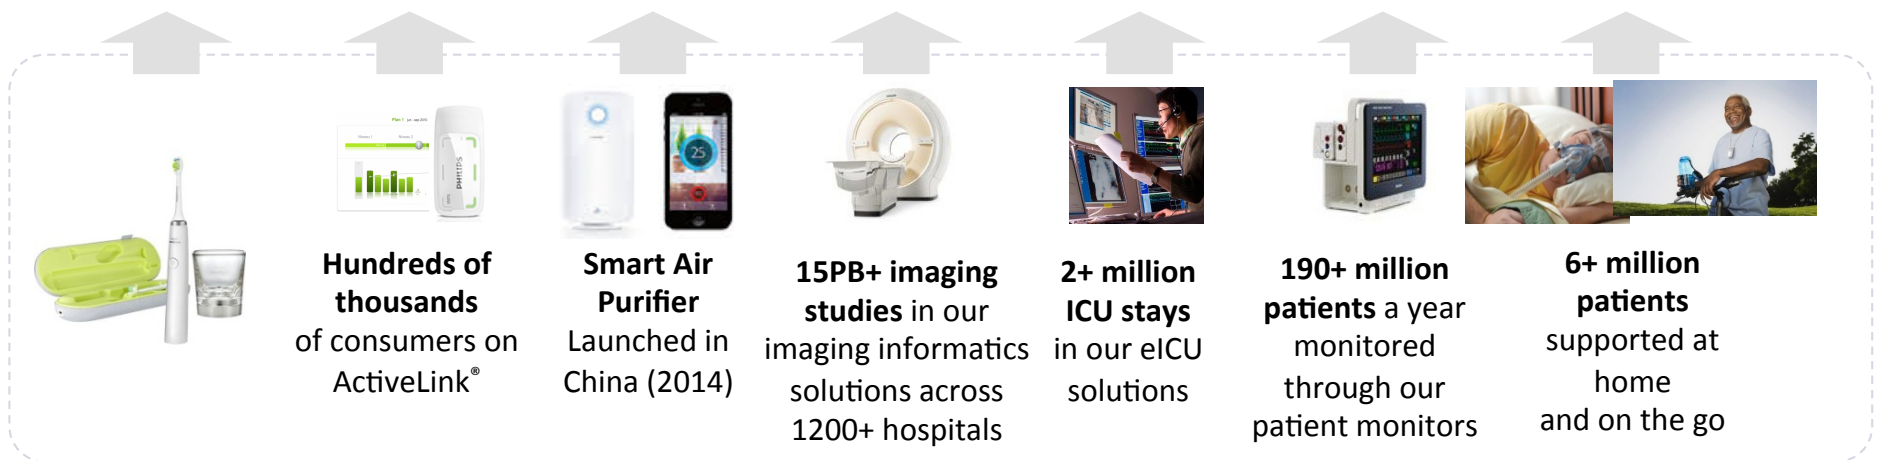 Hundreds of
thousands
of consumers on
ActiveLink®
Smart Air
Purifier
Launched in
China (2014)
15PB+ imaging
studies in our
imaging informatics
solutions across
1200+ hospitals
2+ million
ICU stays
in our eICU
solutions
190+ million
patients a year
monitored
through our
patient monitors
6+ million
patients
supported at
home
and on the go
PHILIPS
25